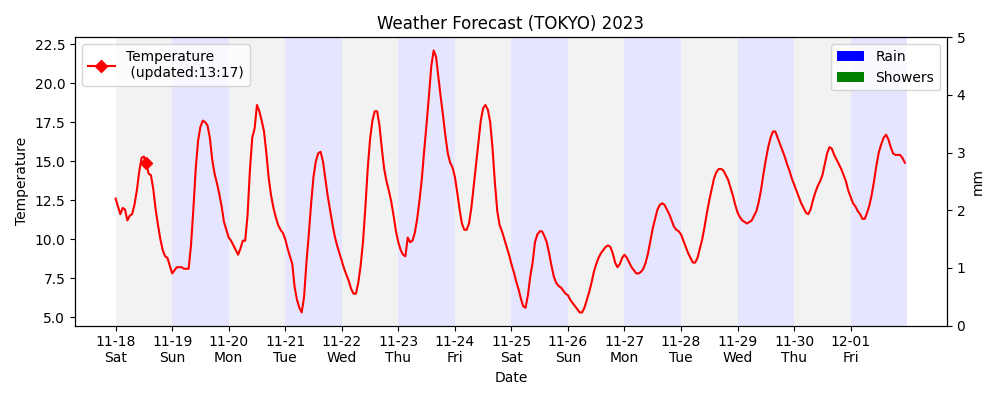 Weather Forecast (TOKYO) 2023
Temperature
(updated:13:17)
Rain
Showers
Temperature
22.5
20.0
17.5
15.0
12.5
10.0
7.5
5.0
5
4
3
2
1
0
mm
11-18 11-19 11-20 11-21 11-22 11-23 11-24 11-25 11-26 11-27 11-28 11-29 11-30 12-01
Sat Sun Mon Tue Wed Thu Fri Sat Sun Mon Tue Wed Thu Fri
Date